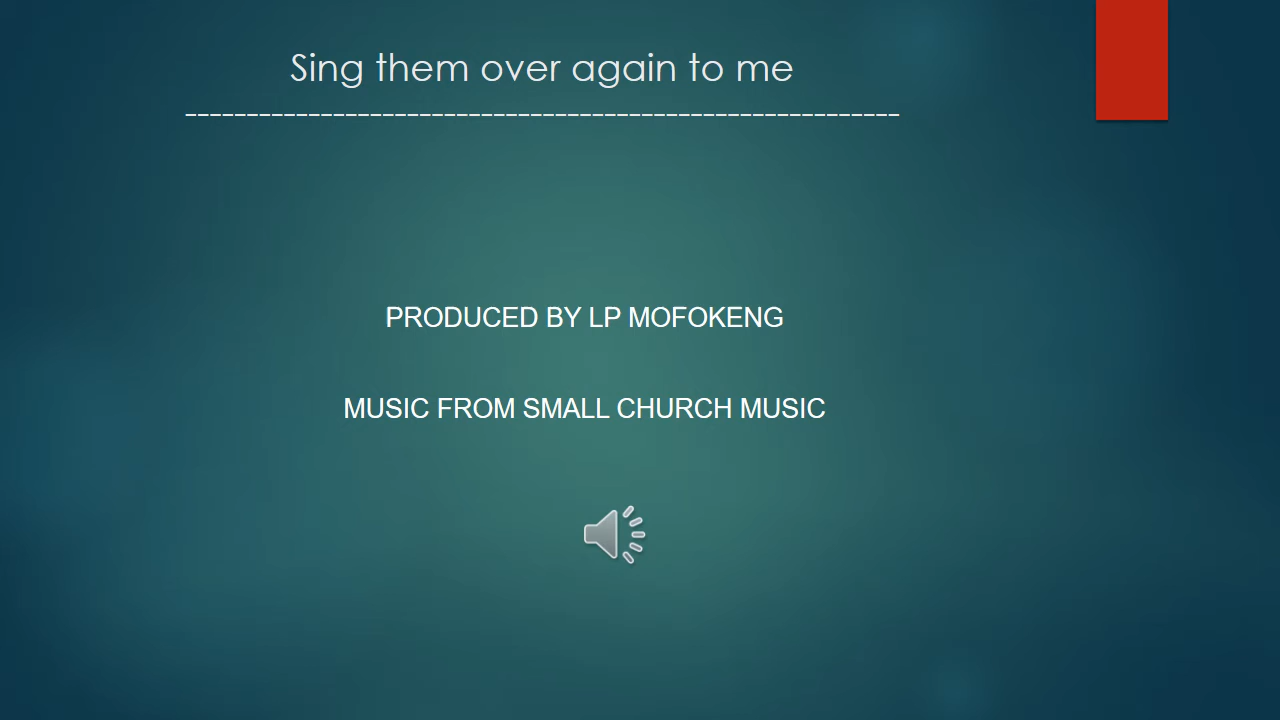 Sing them over again to me
----------------------------------------------------------
PRODUCED BY LP MOFOKENG
MUSIC FROM SMALL CHURCH MUSIC